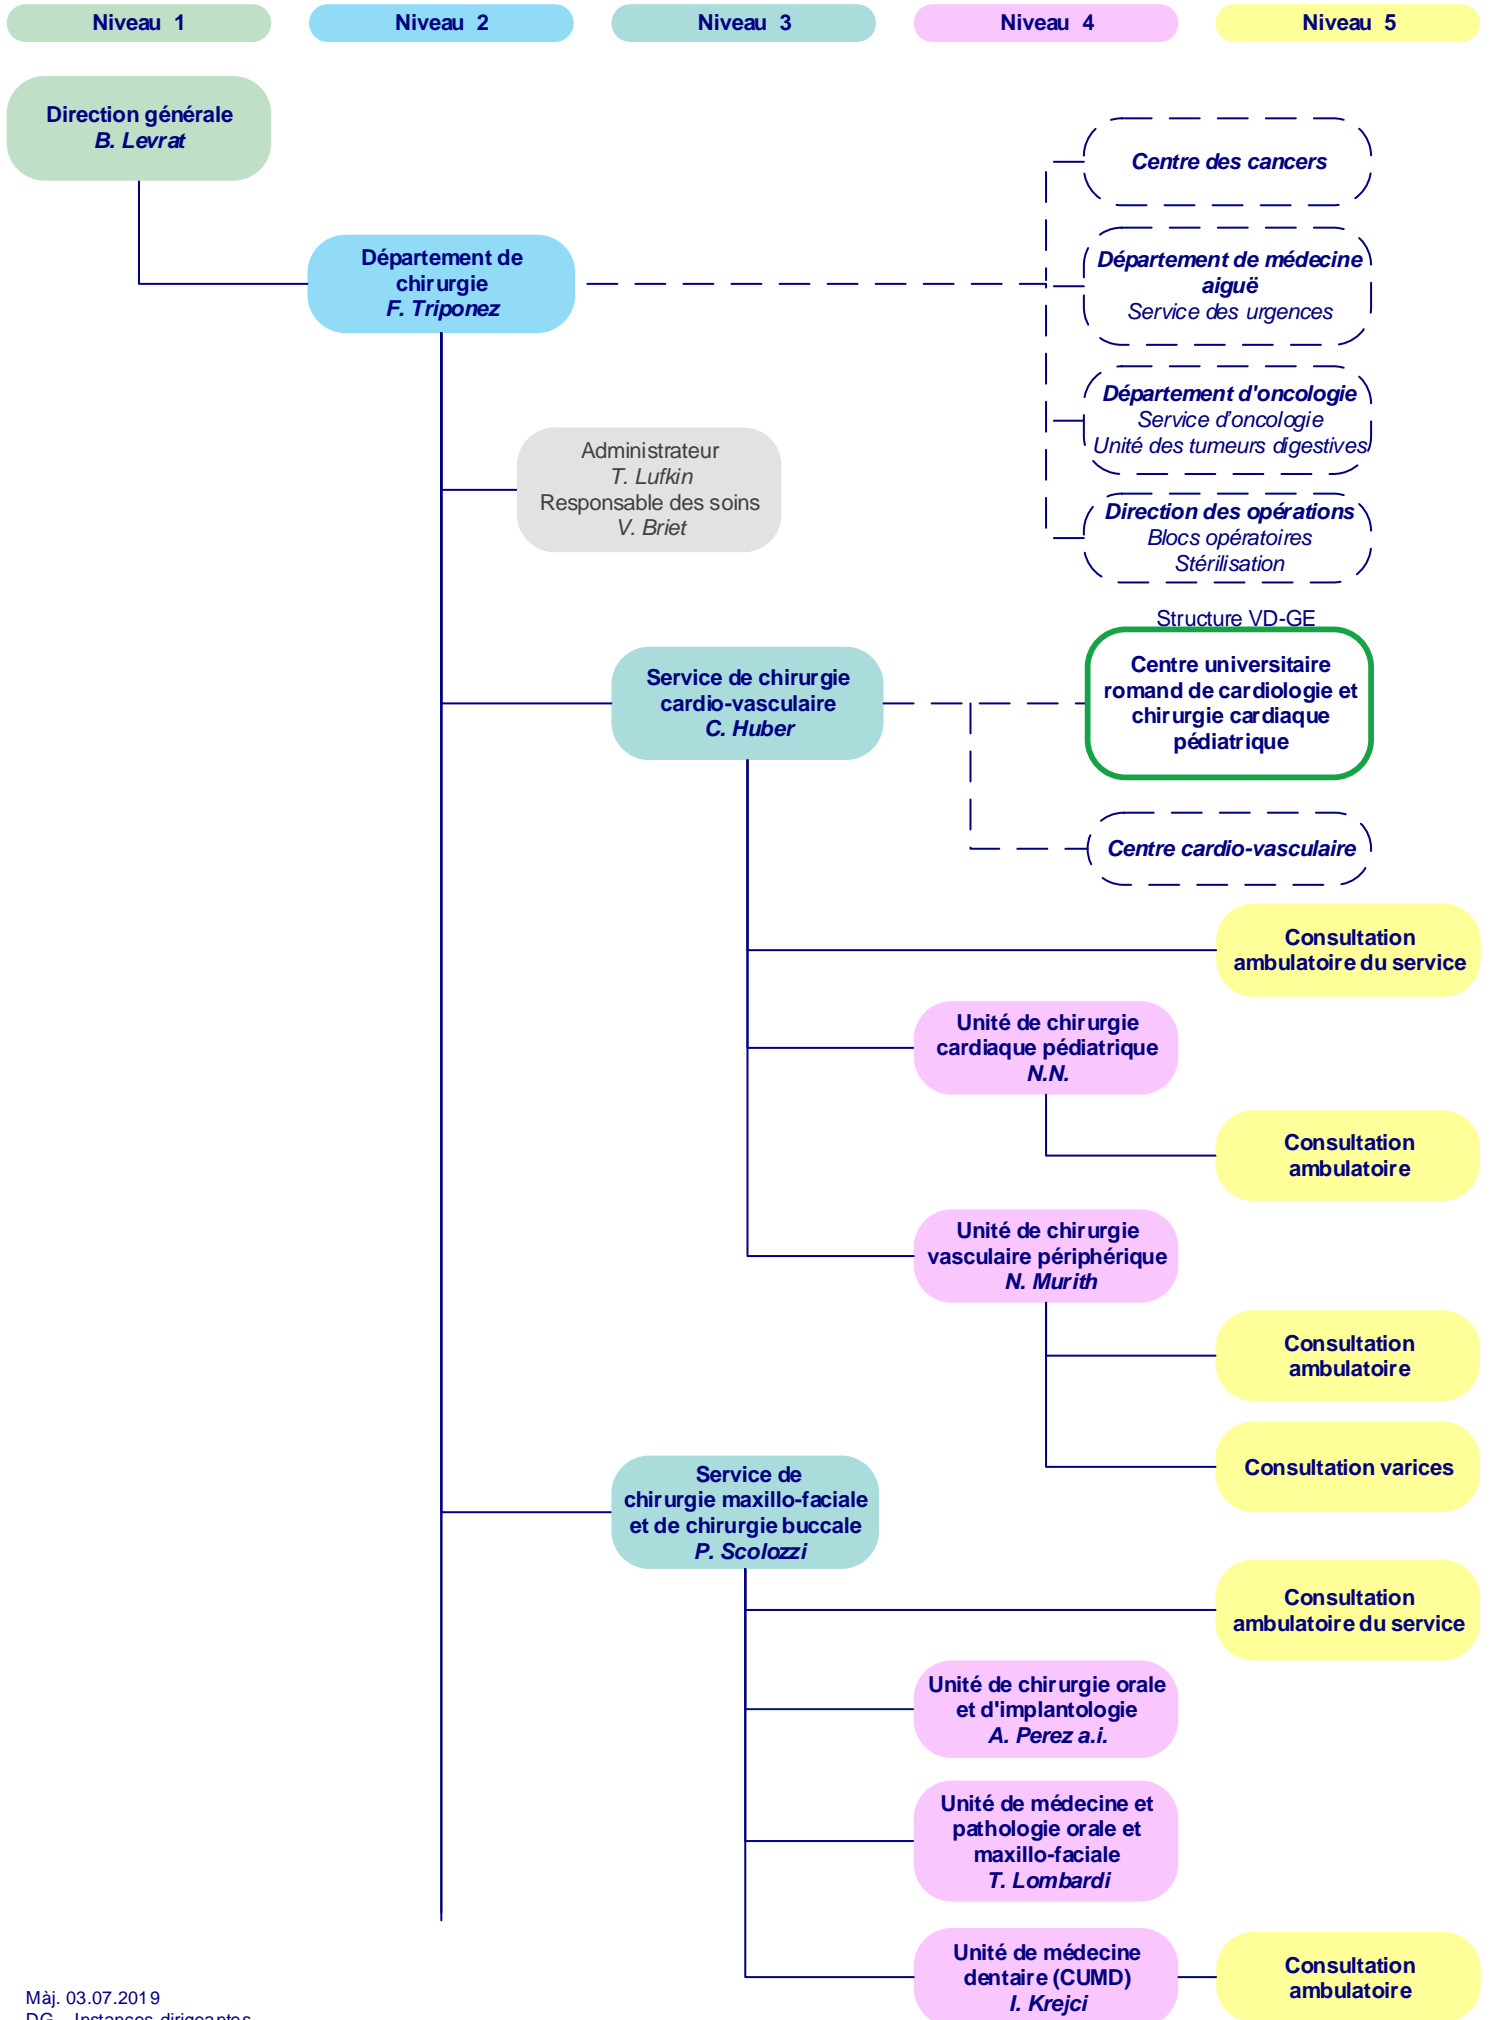 Niveau 1
Niveau 2
Niveau 3
Niveau 4
Niveau 5
Direction générale
B. Levrat
Département de
chirurgie
F. Triponez
Centre des cancers
Département de médecine
aiguë
Service des urgences
Département d'oncologie
Service d'oncologie
Unité des tumeurs digestives
Direction des opérations
Blocs opératoires
Stérilisation
Administrateur
T. Lufkin
Responsable des soins
V. Briet
Structure VD-GE
Centre universitaire
romand de cardiologie et
chirurgie cardiaque
pédiatrique
Service de chirurgie
cardio-vasculaire
C. Huber
Centre cardio-vasculaire
Consultation
ambulatoire du service
Unité de chirurgie
cardiaque pédiatrique
N.N.
Consultation
ambulatoire
Unité de chirurgie
vasculaire périphérique
N. Murith
Consultation
ambulatoire
Consultation varices
Service de
chirurgie maxillo-faciale
et de chirurgie buccale
P. Scolozzi
Consultation
ambulatoire du service
Unité de chirurgie orale
et d'implantologie
A. Perez a.i.
Unité de médecine et
pathologie orale et
maxillo-faciale
T. Lombardi
Unité de médecine
dentaire (CUMD)
I. Krejci
Consultation
ambulatoire
Màj. 03.07.2019
DG – Instances dirigeantes